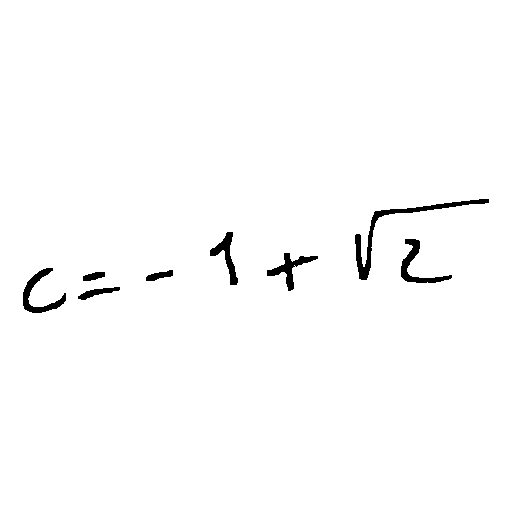 c = - 1 + √2